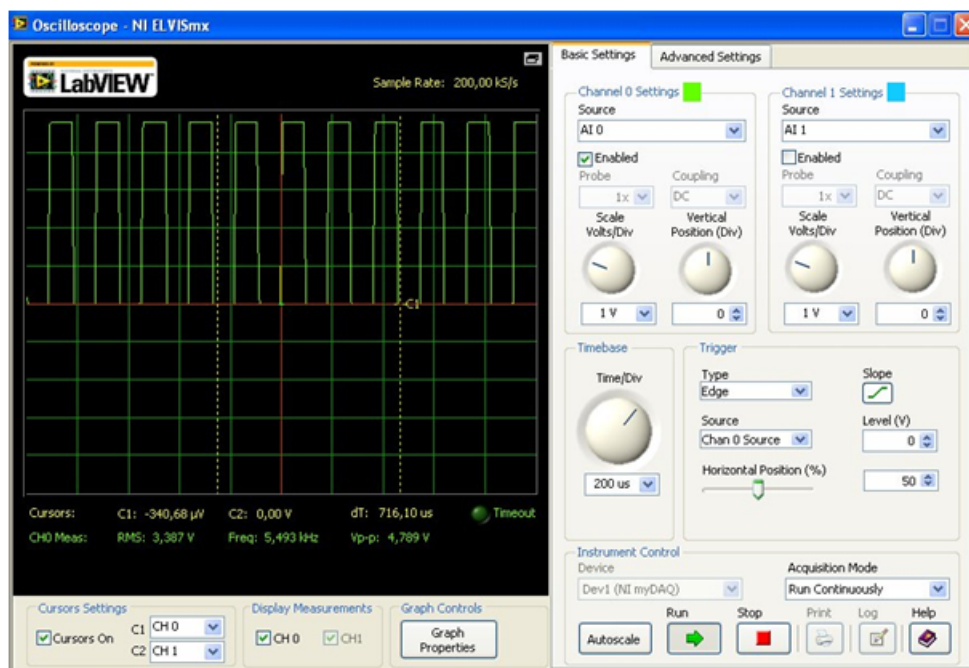 Oscilloscope - NI ELVISmx
POWERED BY
LabVIEW
Sample Rate: 200,00 kS/s
C1
Cursors: C1: -340,68 µV C2: 0,00 V dT: 716,10 us Timeout
CH0 Meas: RMS: 3,387 V Freq: 5,493 kHz Vp-p: 4,789 V
Cursors Settings
Cursors On
C1 CH 0
C2 CH 1
Display Measurements
CH 0 CH1
Graph Controls
Graph
Properties
Basic Settings Advanced Settings
Channel 0 Settings
Source
AI 0
Enabled
Probe Coupling
1x DC
Scale Vertical
Volts/Div Position (Div)
1 V 0
Channel 1 Settings
Source
AI 1
Enabled
Probe Coupling
1x DC
Scale Vertical
Volts/Div Position (Div)
1 V 0
Timebase
Time/Div
200 us
Trigger
Type Slope
Edge
Source Level (V)
Chan 0 Source 0
Horizontal Position (%)
50
Instrument Control
Device Acquisition Mode
Dev1 (NI myDAQ) Run Continuously
Run Stop Print Log Help
Autoscale